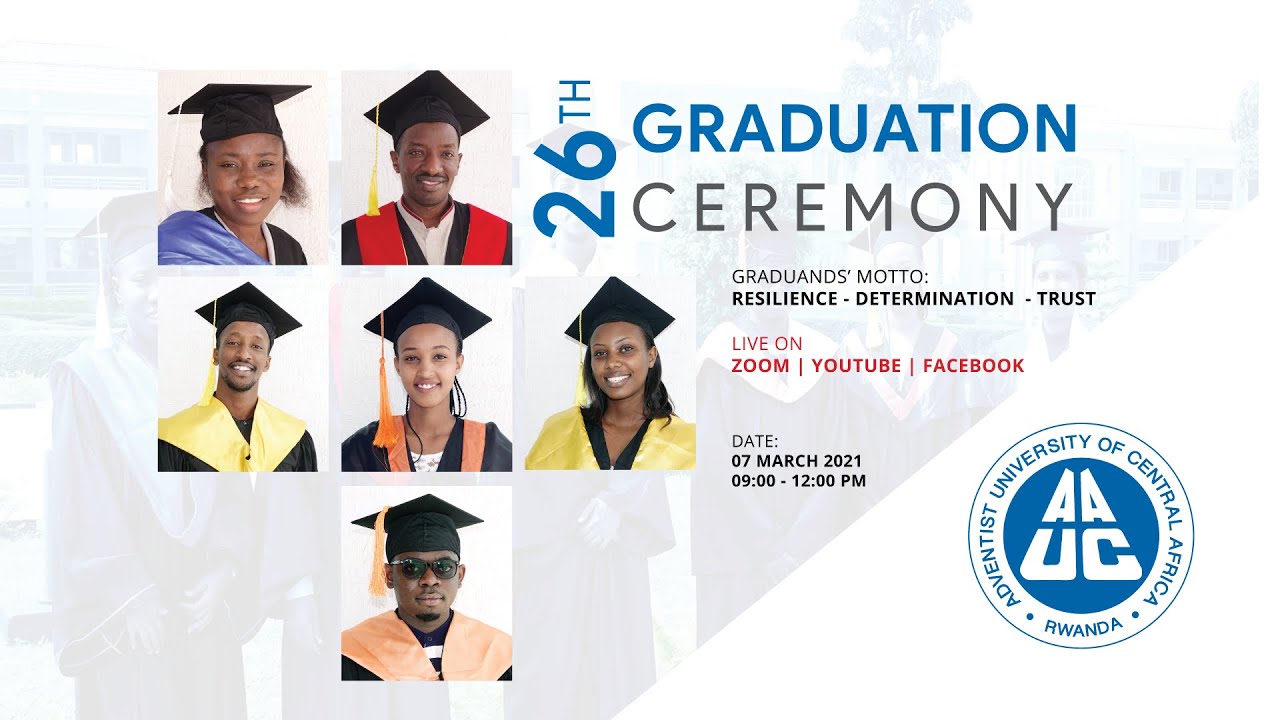 26TH
GRADUATION
CEREMONY
GRADUANDS’ MOTTO:
RESILIENCE - DETERMINATION - TRUST
LIVE ON
ZOOM | YOUTUBE | FACEBOOK
DATE:
07 MARCH 2021
09:00 - 12:00 PM
ADVENTIST UNIVERSITY OF CENTRAL AFRICA
AAUC
• RWANDA •